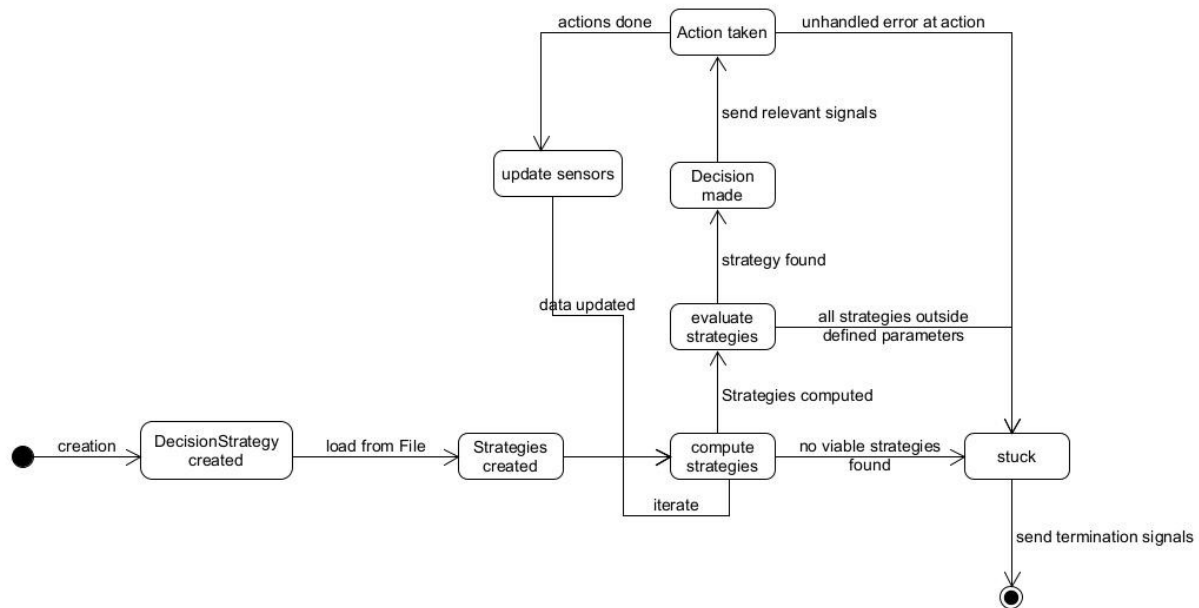 actions done
Action taken
unhandled error at action
send relevant signals
update sensors
Decision
made
strategy found
data updated
evaluate
strategies
all strategies outside
defined parameters
Strategies computed
creation
DecisionStrategy
created
load from File
Strategies
created
compute
strategies
no viable strategies
found
stuck
iterate
send termination signals